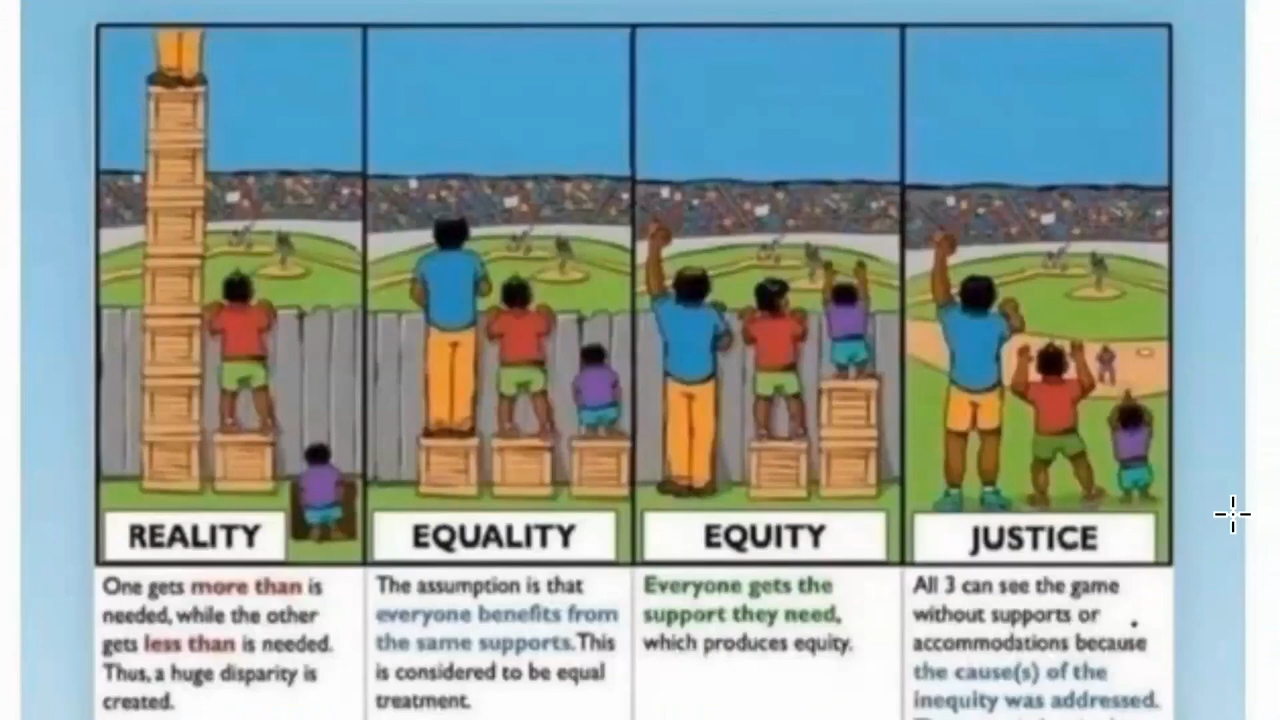 REALITY
EQUALITY
EQUITY
JUSTICE
One gets more than is
needed, while the other
gets less than is needed.
Thus, a huge disparity is
created.
The assumption is that
everyone benefits from
the same supports. This
is considered to be equal
treatment.
Everyone gets the
support they need,
which produces equity.
All 3 can see the game
without supports or
accommodations because
the cause(s) of the
inequity was addressed.